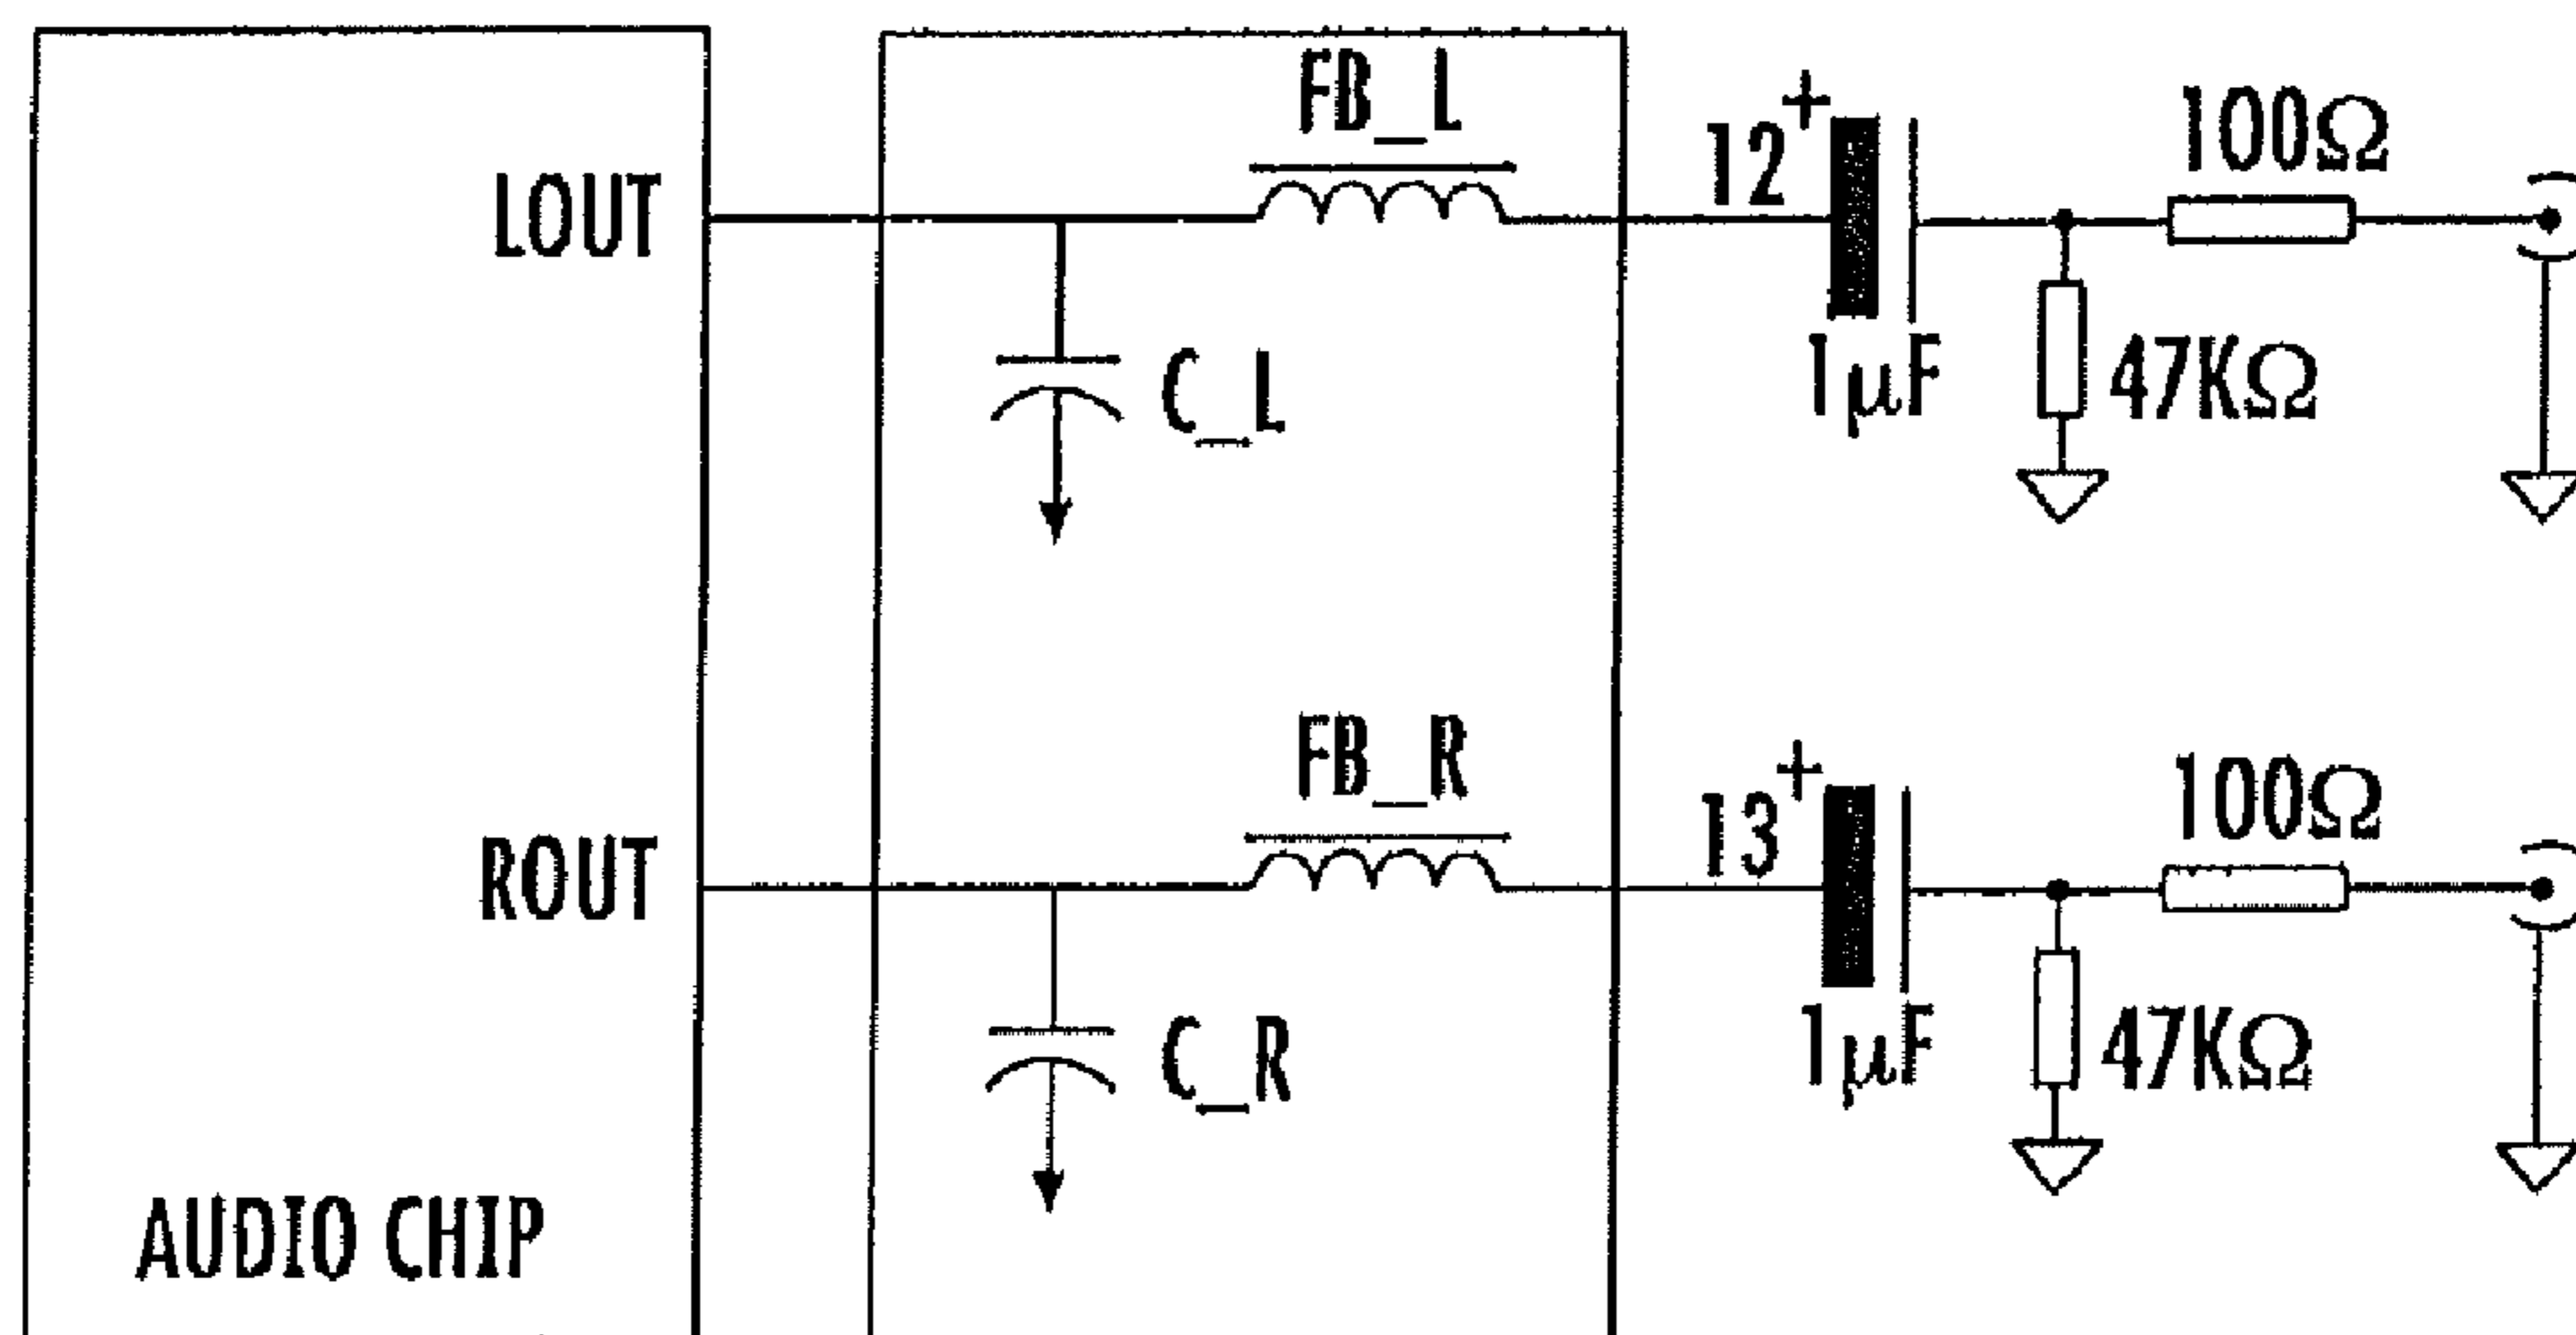 FB_L
12
+
100Ω
LOUT
C_L
1µF
47KΩ
FB_R
13
+
100Ω
ROUT
C_R
1µF
47KΩ
AUDIO CHIP